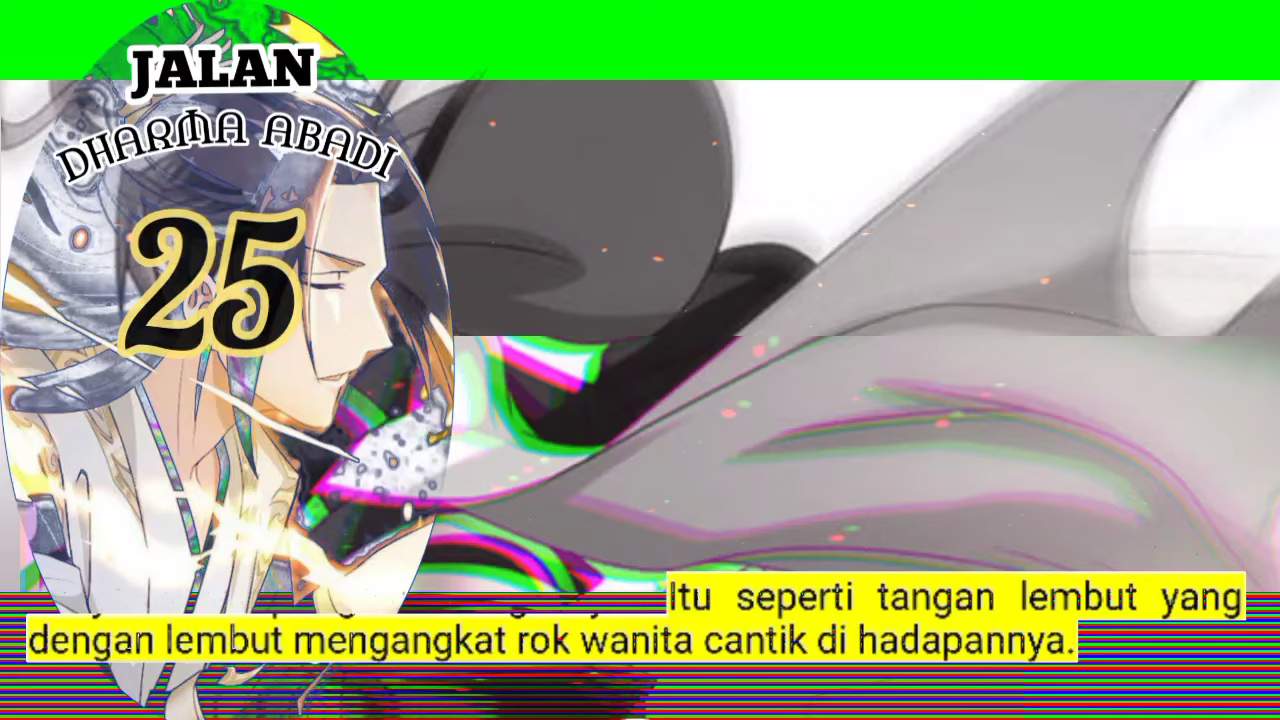 JALAN
DHARMA ABADI
25
Itu seperti tangan lembut yang
dengan lembut mengangkat rok wanita cantik di hadapannya.